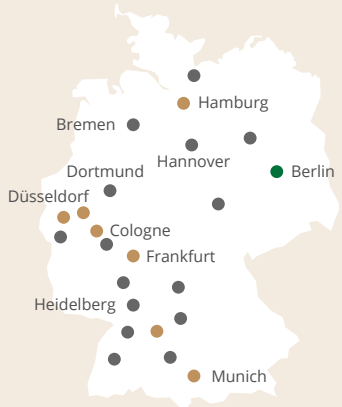 Hamburg
Bremen
Hannover
Berlin
Dortmund
Düsseldorf
Cologne
Frankfurt
Heidelberg
Munich